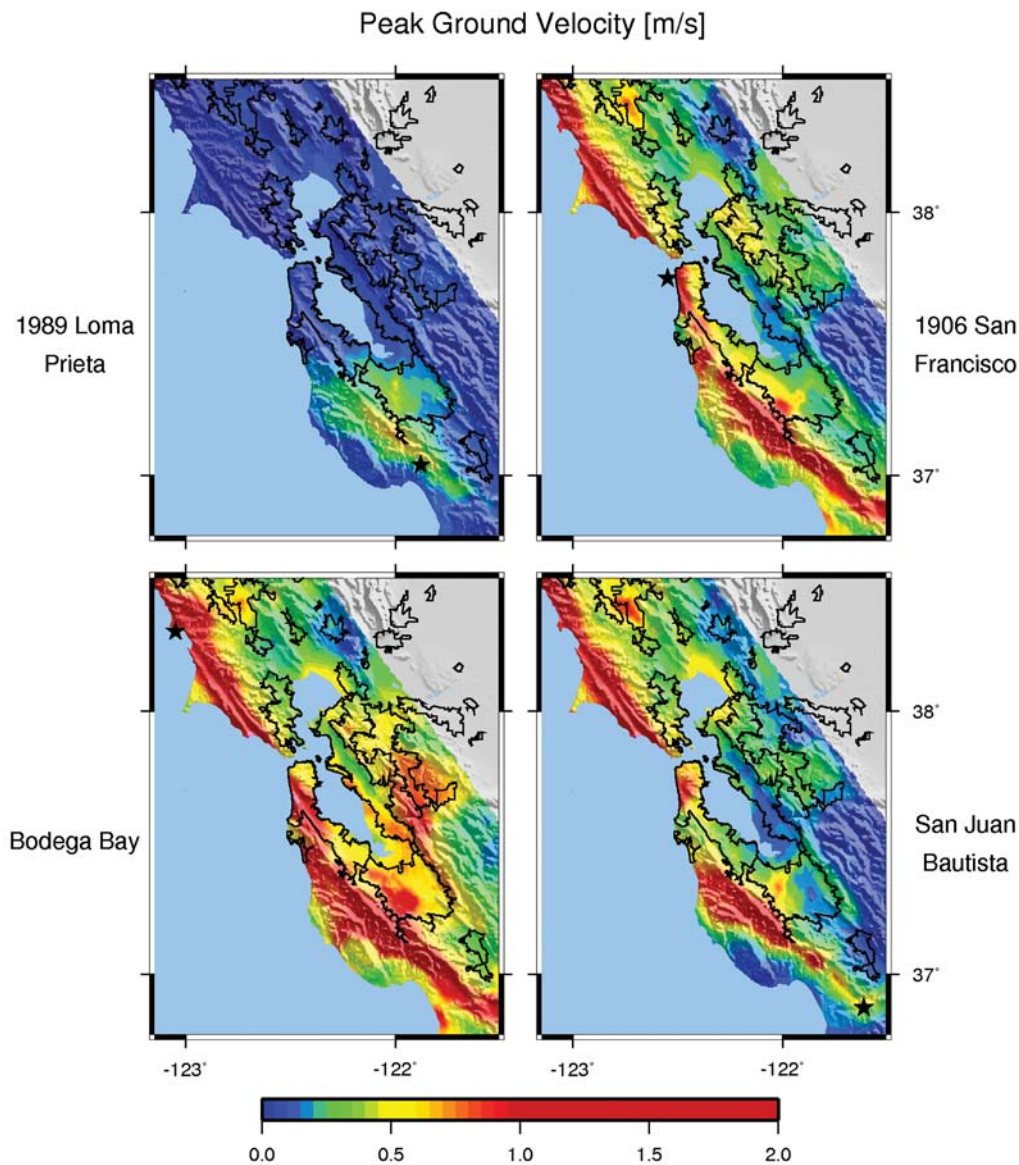 Peak Ground Velocity [m/s]
1989 Loma
Prieta
38°
1906 San
Francisco
37°
Bodega Bay
38°
San Juan
Bautista
37°
-123° -122° -123° -122°
0.0 0.5 1.0 1.5 2.0